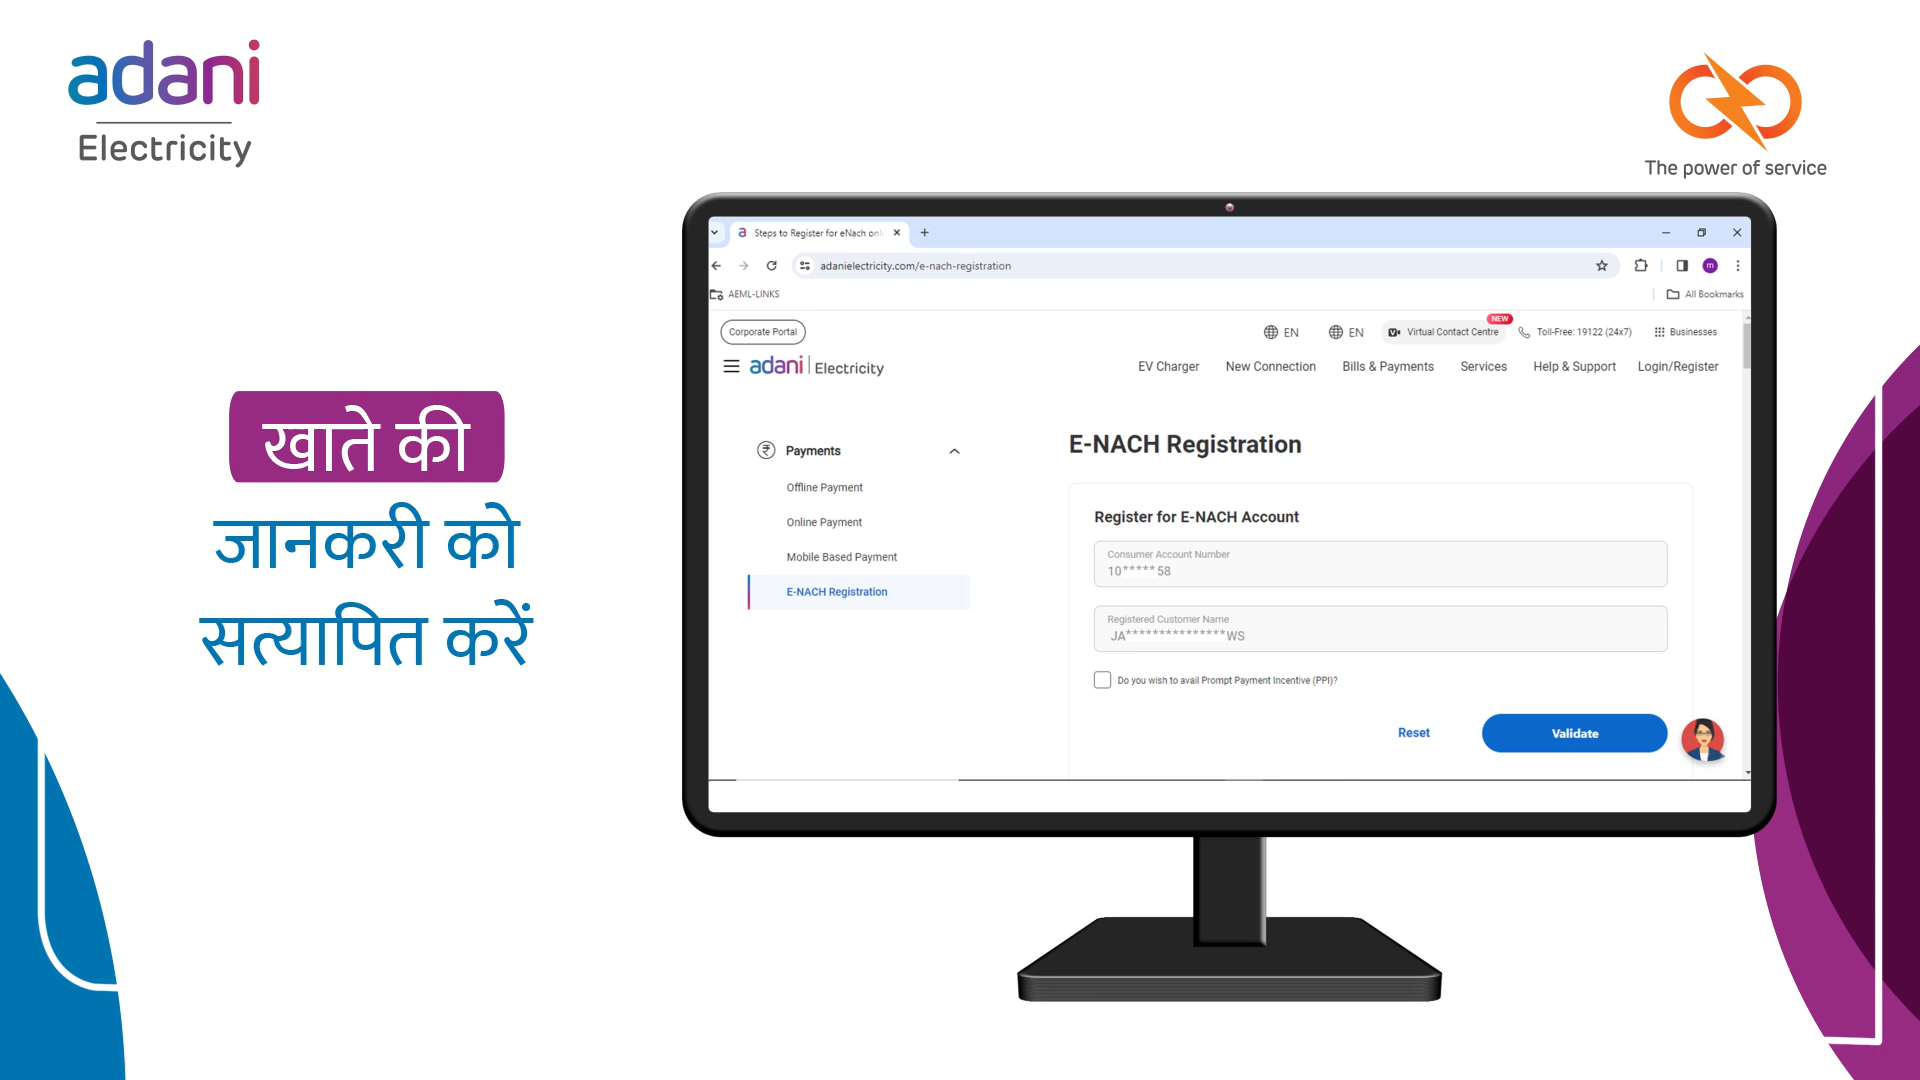 adani
Electricity
The power of service
खाते की
जानकरी को
सत्यापित करें
Steps to Register for eNach onl
adanielectricity.com/e-nach-registration
m
AEML-LINKS
All Bookmarks
Corporate Portal
EN
EN
Virtual Contact Centre
NEW
Toll-Free: 19122 (24x7)
Businesses
adani | Electricity
EV Charger
New Connection
Bills & Payments
Services
Help & Support
Login/Register
Payments
Offline Payment
Online Payment
Mobile Based Payment
E-NACH Registration
E-NACH Registration
Register for E-NACH Account
Consumer Account Number
10*****58
Registered Customer Name
JA***************WS
Do you wish to avail Prompt Payment Incentive (PPI)?
Reset
Validate